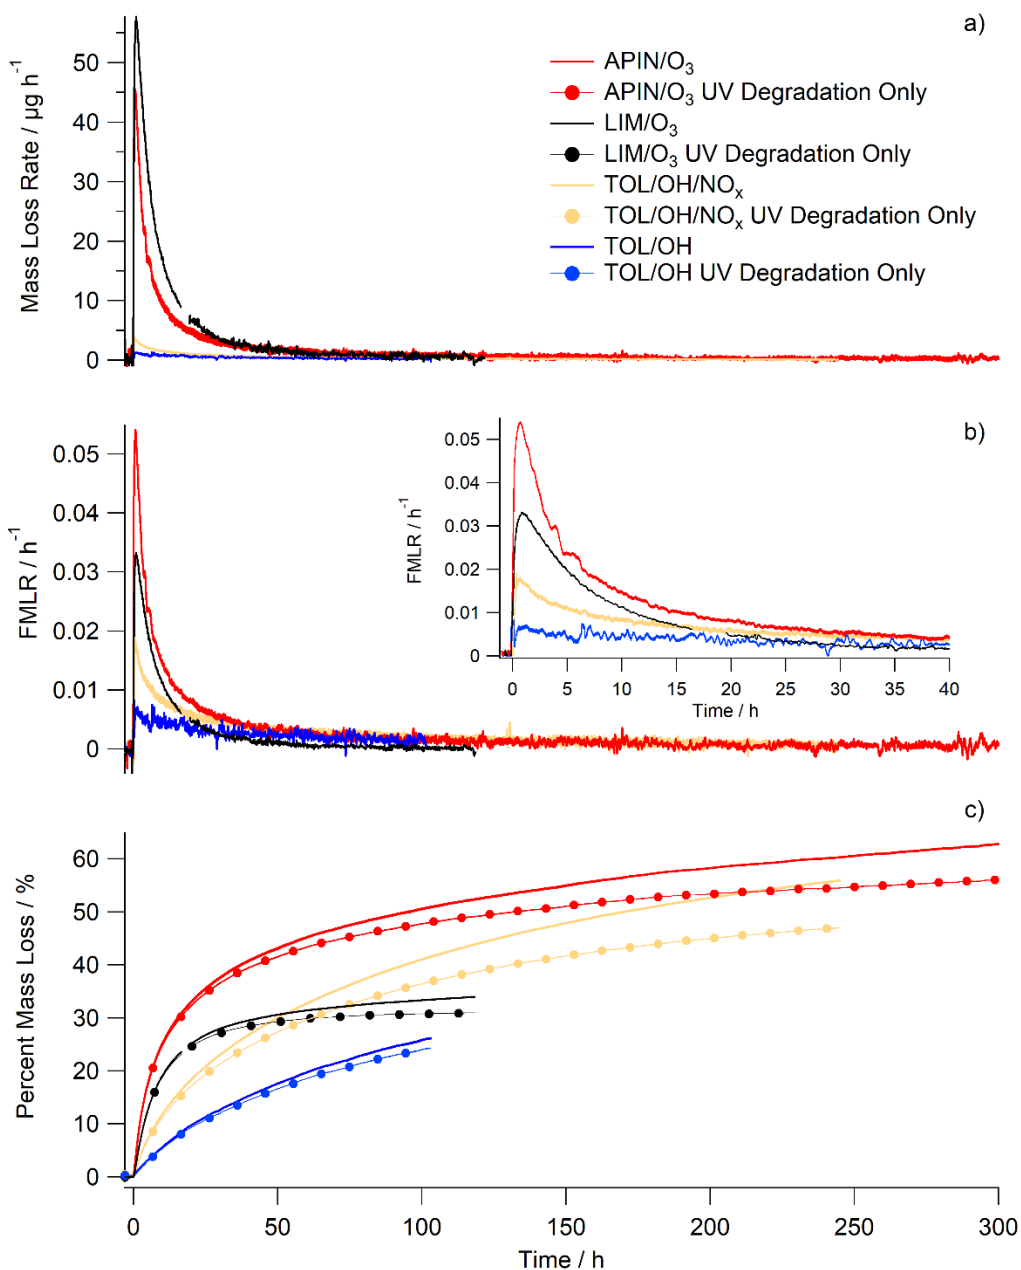 a)
Mass Loss Rate / µg h⁻¹
50
40
30
20
10
0
APIN/O₃
APIN/O₃ UV Degradation Only
LIM/O₃
LIM/O₃ UV Degradation Only
TOL/OH/NOₓ
TOL/OH/NOₓ UV Degradation Only
TOL/OH
TOL/OH UV Degradation Only
b)
FMLR / h⁻¹
0.05
0.04
0.03
0.02
0.01
0
FMLR / h⁻¹
0.05
0.04
0.03
0.02
0.01
0
0 5 10 15 20 25 30 35 40
Time / h
c)
Percent Mass Loss / %
60
50
40
30
20
10
0
0 50 100 150 200 250 300
Time / h